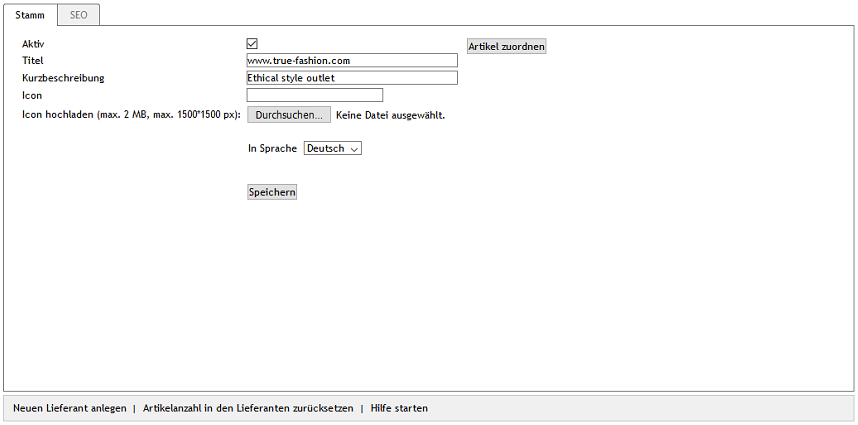 Stamm SEO
Aktiv Artikel zuordnen
Titel www.true-fashion.com
Kurzbeschreibung Ethical style outlet
Icon
Icon hochladen (max. 2 MB, max. 1500*1500 px): Durchsuchen... Keine Datei ausgewählt.
In Sprache Deutsch
Speichern
Neuen Lieferant anlegen | Artikelanzahl in den Lieferanten zurücksetzen | Hilfe starten